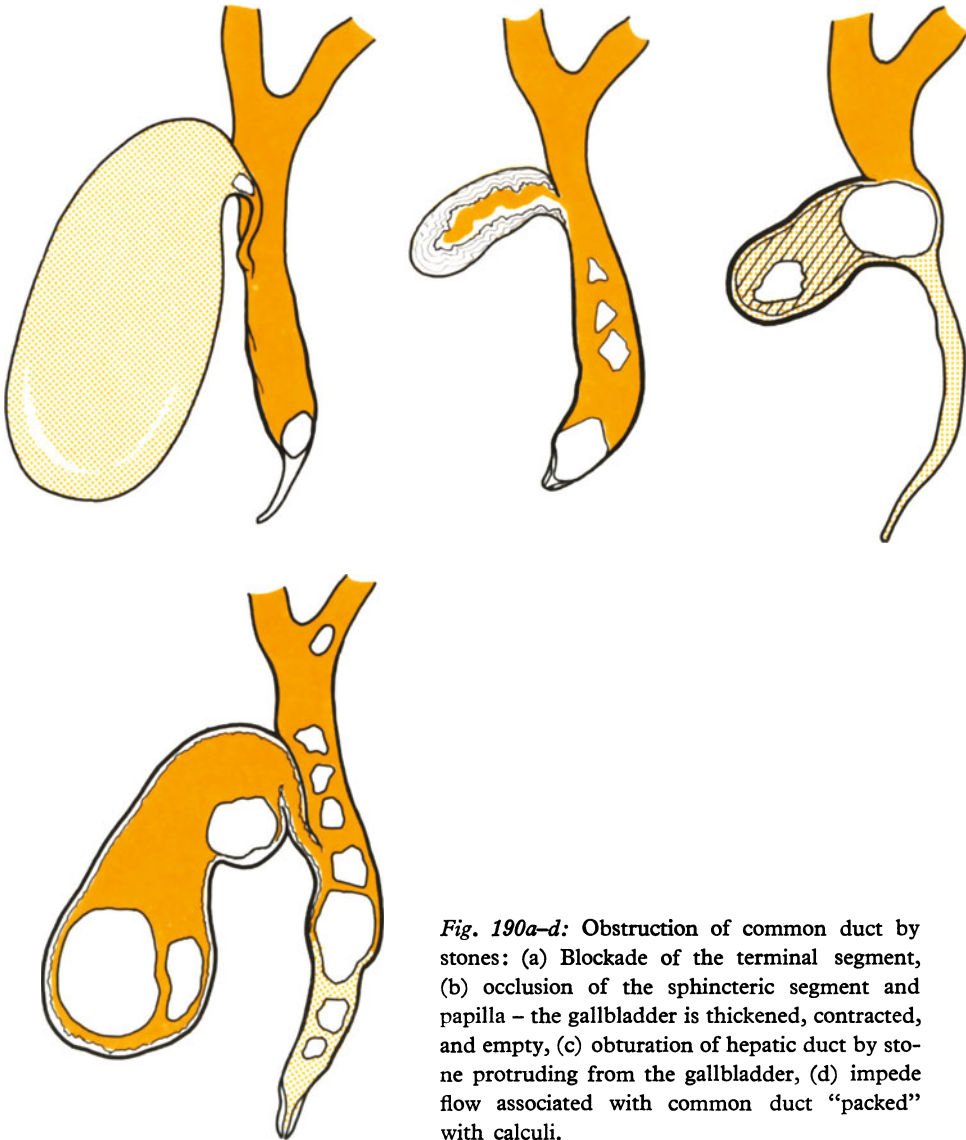 Fig. 190a–d: Obstruction of common duct by
stones: (a) Blockade of the terminal segment,
(b) occlusion of the sphincteric segment and
papilla – the gallbladder is thickened, contracted,
and empty, (c) obturation of hepatic duct by sto-
ne protruding from the gallbladder, (d) impede
flow associated with common duct “packed”
with calculi.